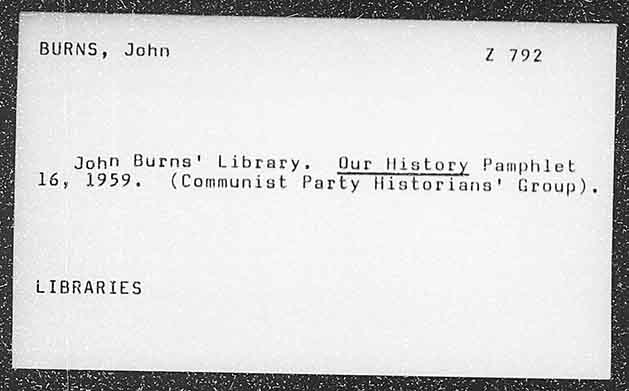 BURNS, John
Z 792
John Burns' Library. Our History Pamphlet
16, 1959. (Communist Party Historians' Group).
LIBRARIES